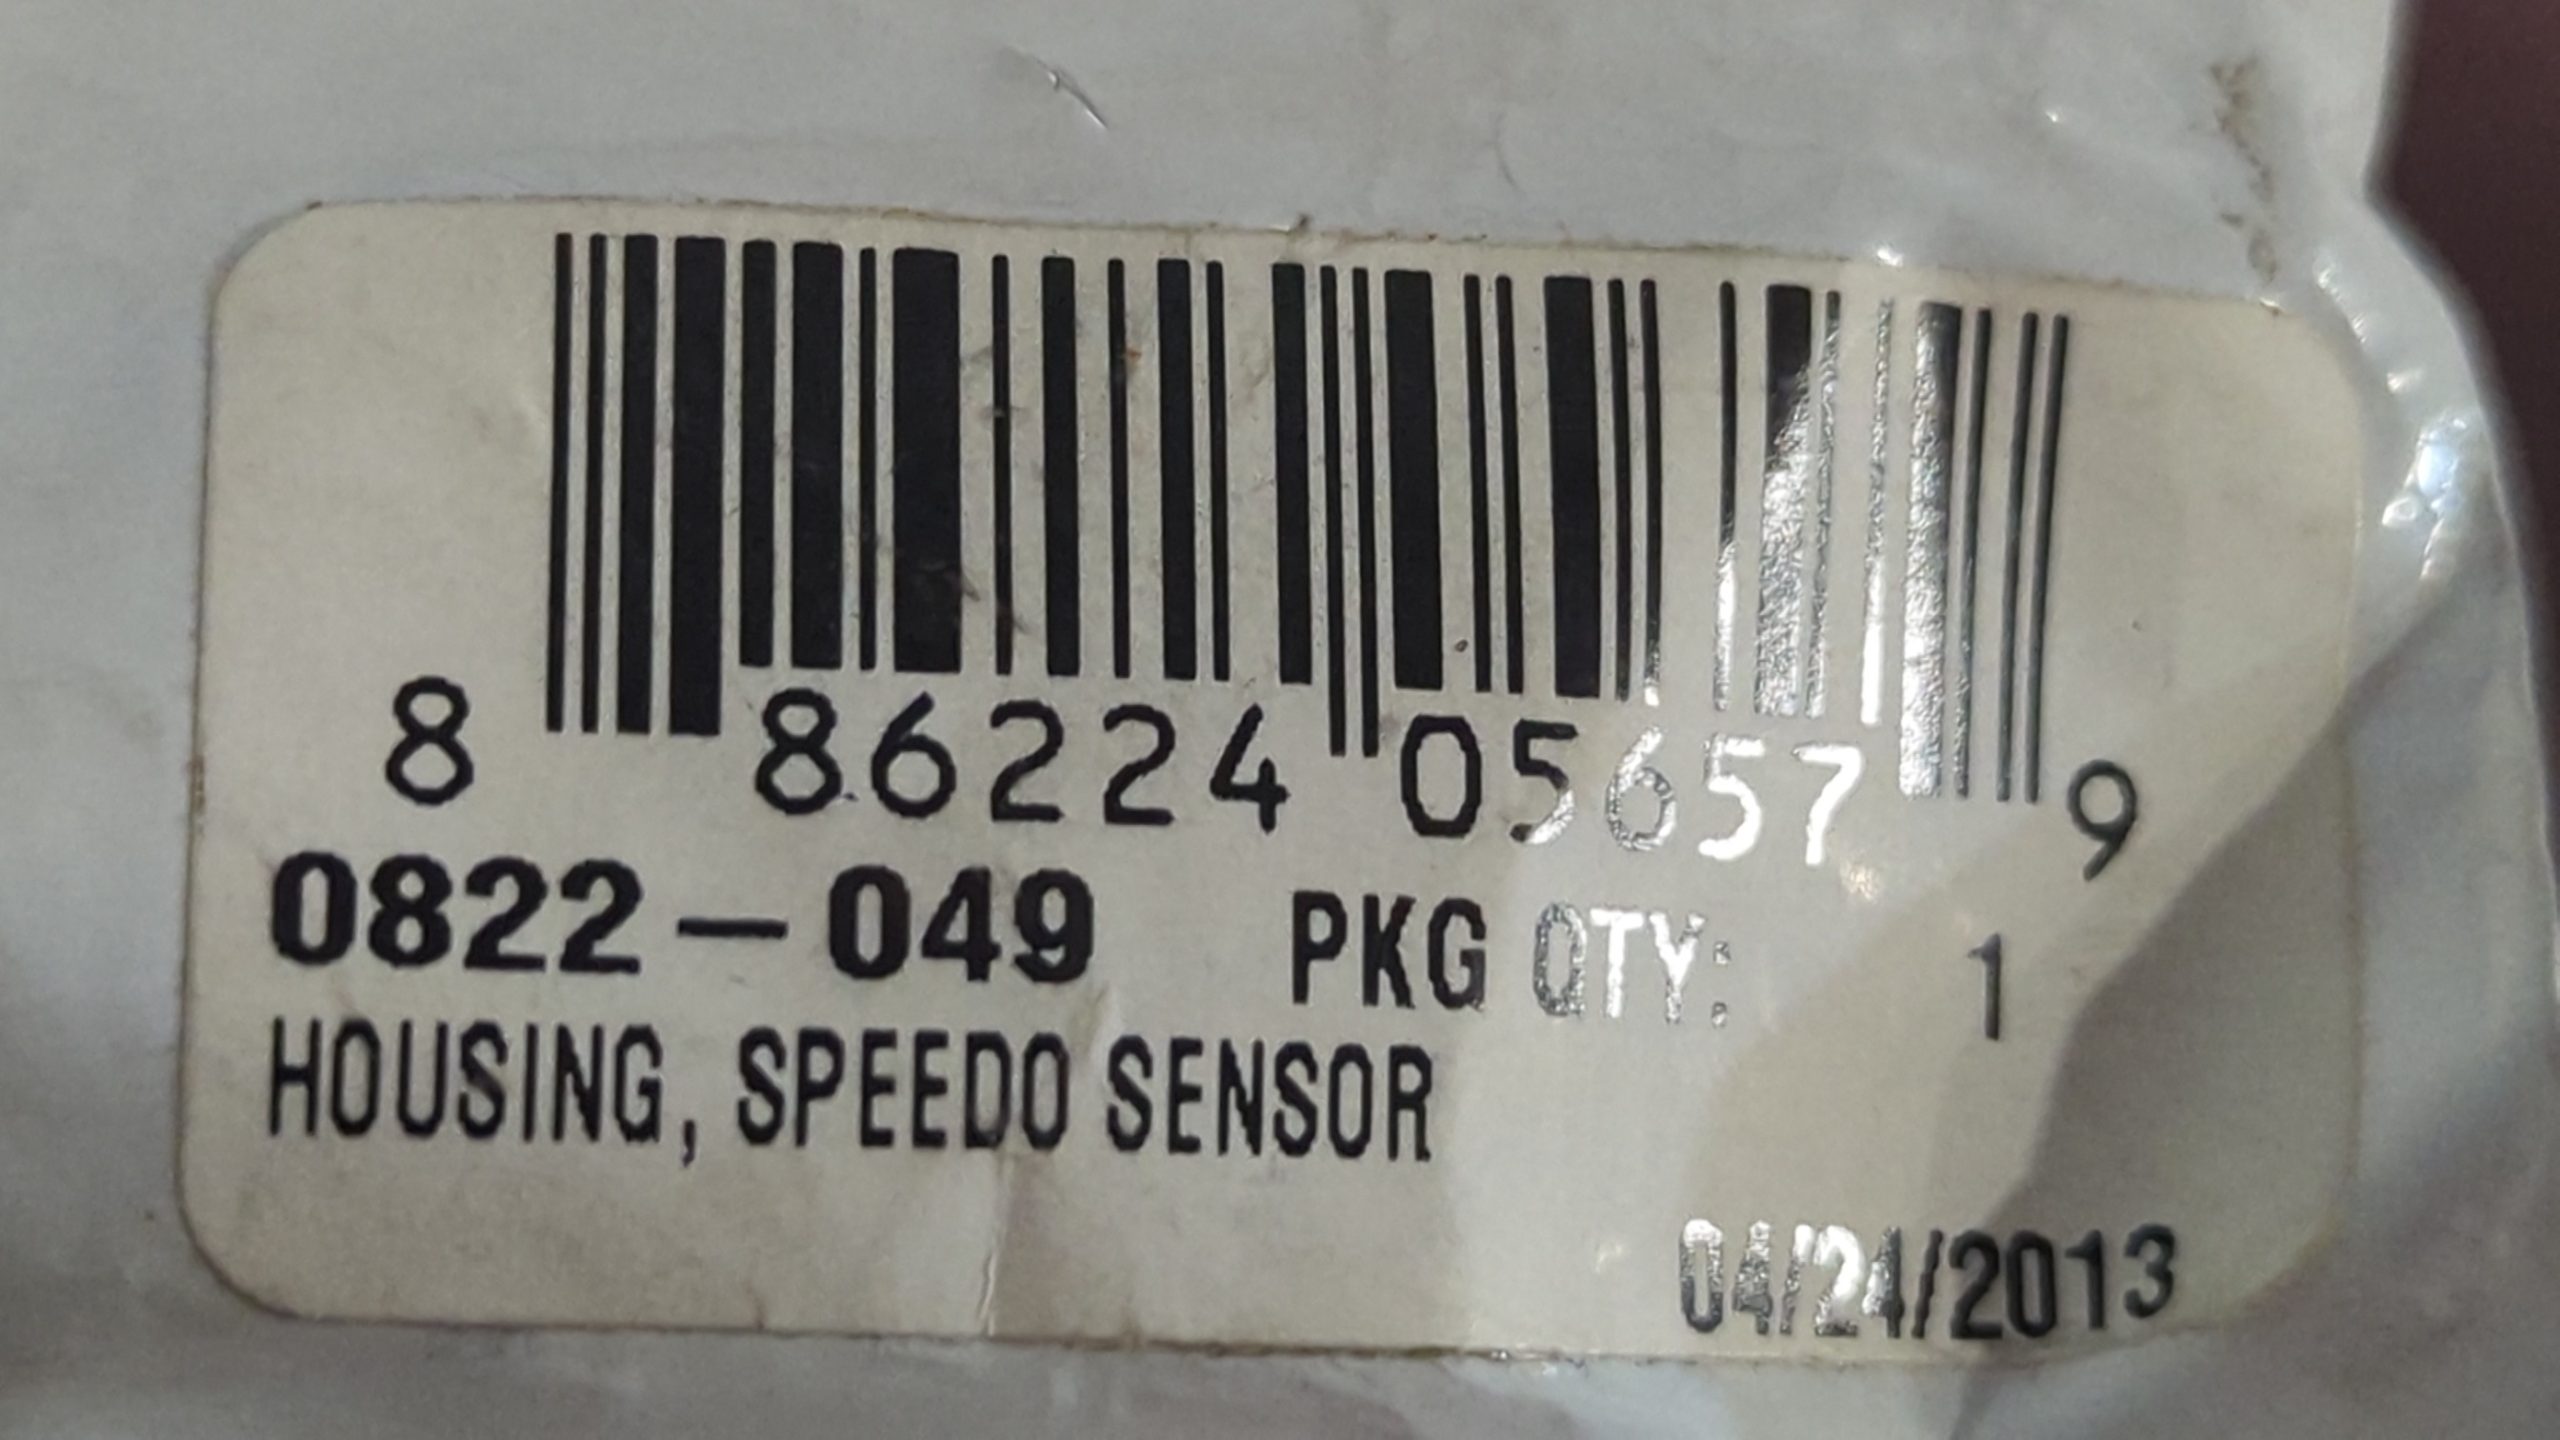 8 86224 05657 9
0822-049 PKG QTY: 1
HOUSING, SPEEDO SENSOR
04/24/2013